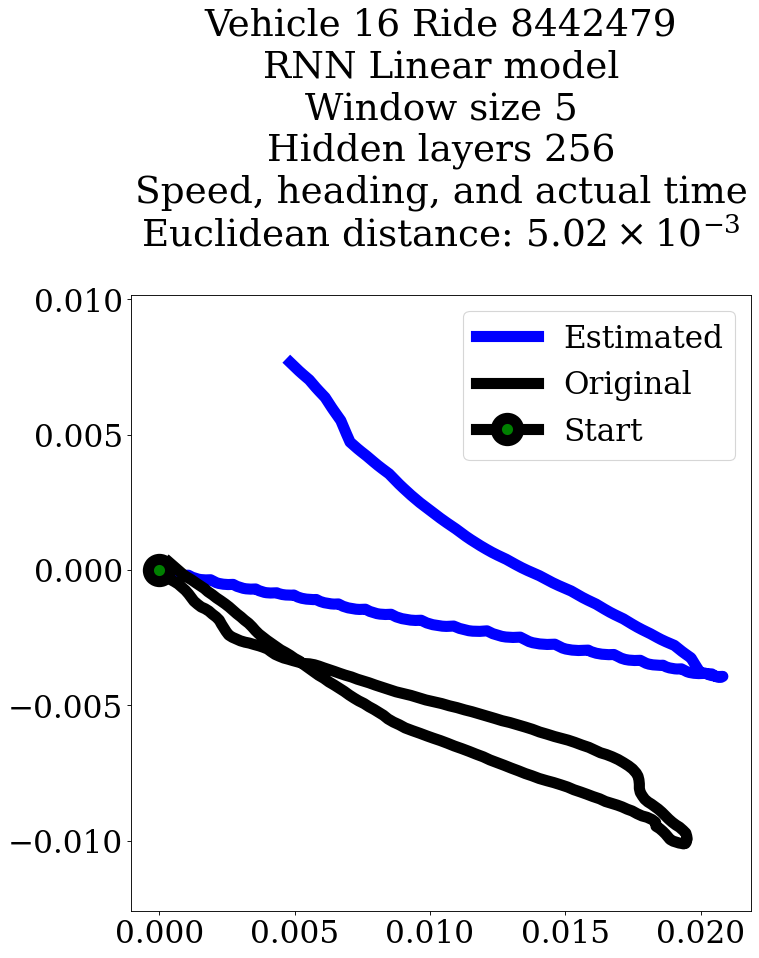 Vehicle 16 Ride 8442479
RNN Linear model
Window size 5
Hidden layers 256
Speed, heading, and actual time
Euclidean distance: 5.02 × 10⁻³
0.010
0.005
0.000
−0.005
−0.010
Estimated
Original
Start
0.000 0.005 0.010 0.015 0.020